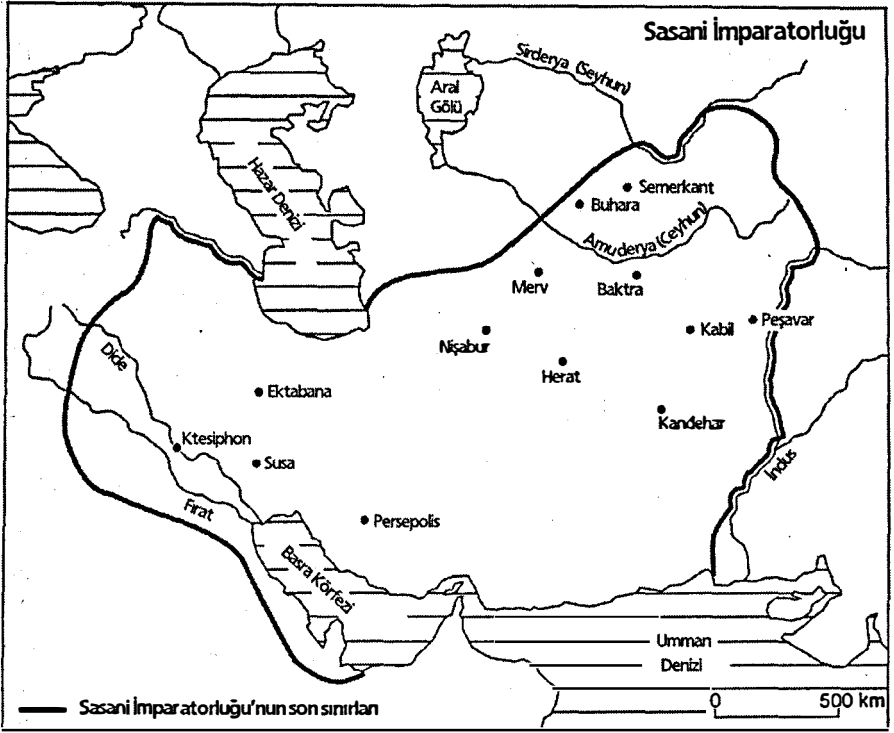 Sasani İmparatorluğu
Sirderya (Seyhun)
Aral
Gölü
Hazar Denizi
Semerkant
Buhara
Amuderya (Ceyhun)
Merv
Baktra
Nişabur
Kabil
Peşavar
Herat
Dicle
Ektabana
Kandehar
Ktesiphon
Susa
İndus
Fırat
Persepolis
Basra Körfezi
Umman
Denizi
Sasani İmparatorluğu'nun son sınırları
0 500 km